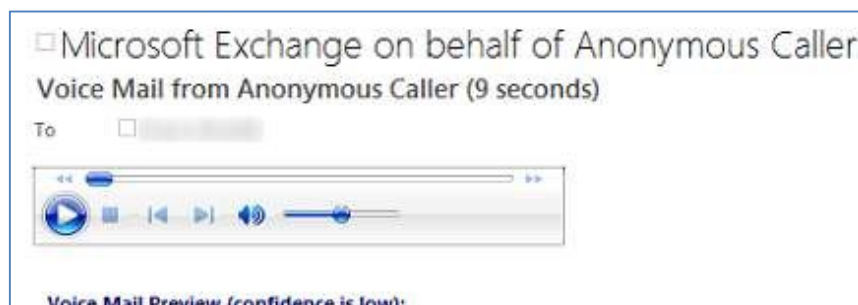 Microsoft Exchange on behalf of Anonymous Caller
Voice Mail from Anonymous Caller (9 seconds)
To
Voice Mail Preview (confidence is low):